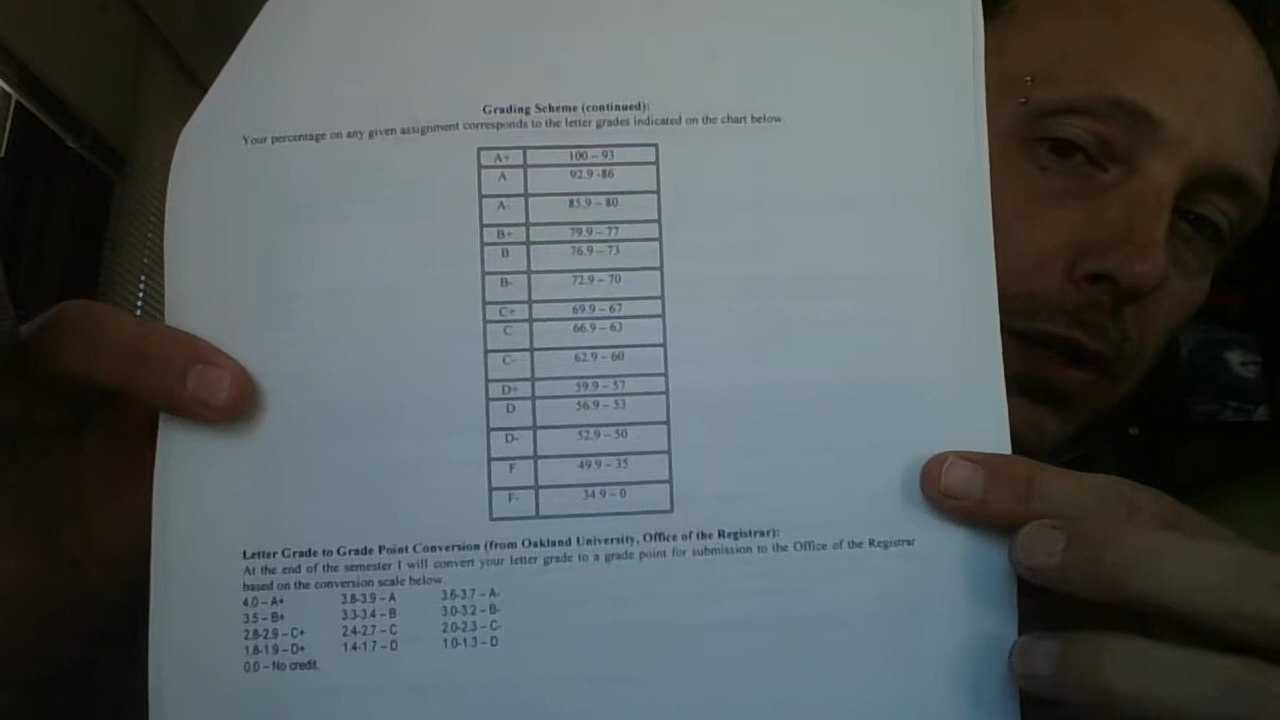 Grading Scheme (continued):
Your percentage on any given assignment corresponds to the letter grades indicated on the chart below.
A+ 100 – 93
A 92.9 -86
A- 85.9 – 80
B+ 79.9 – 77
B 76.9 – 73
B- 72.9 – 70
C+ 69.9 – 67
C 66.9 – 63
C- 62.9 – 60
D+ 59.9 – 57
D 56.9 – 53
D- 52.9 – 50
F 49.9 – 35
F- 34.9 – 0
Letter Grade to Grade Point Conversion (from Oakland University, Office of the Registrar):
At the end of the semester I will convert your letter grade to a grade point for submission to the Office of the Registrar
based on the conversion scale below.
4.0 – A+ 3.8-3.9 – A 3.6-3.7 – A-
3.5 – B+ 3.3-3.4 – B 3.0-3.2 – B-
2.8-2.9 – C+ 2.4-2.7 – C 2.0-2.3 – C-
1.8-1.9 – D+ 1.4-1.7 – D 1.0-1.3 – D
0.0 – No credit.